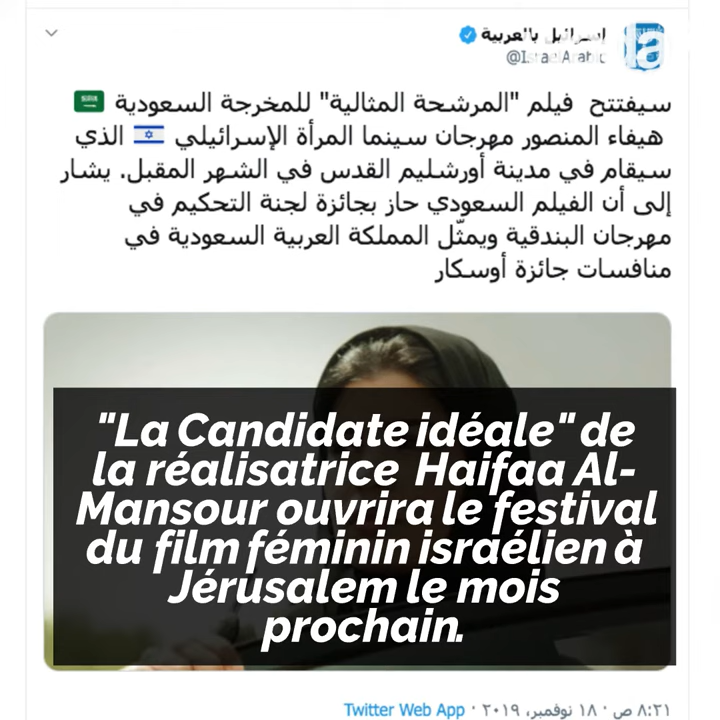 إسرائيل بالعربية
@IsraelArabic
سيفتتح فيلم "المرشحة المثالية" للمخرجة السعودية 🇸🇦
هيفاء المنصور مهرجان سينما المرأة الإسرائيلي 🇮🇱 الذي
سيقام في مدينة أورشليم القدس في الشهر المقبل. يشار
إلى أن الفيلم السعودي حاز بجائزة لجنة التحكيم في
مهرجان البندقية ويمثّل المملكة العربية السعودية في
منافسات جائزة أوسكار
"La Candidate idéale" de
la réalisatrice Haifaa Al-
Mansour ouvrira le festival
du film féminin israélien à
Jérusalem le mois
prochain.
٨:٢١ ص · ١٨ نوفمبر، ٢٠١٩ · Twitter Web App